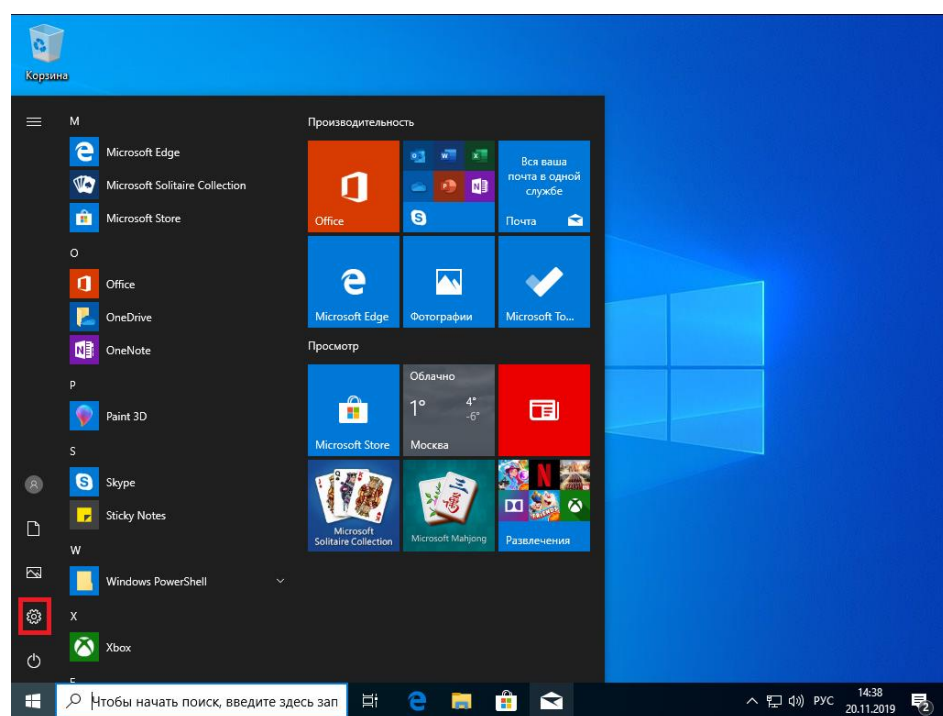 Корзина
M
Microsoft Edge
Microsoft Solitaire Collection
Microsoft Store
O
Office
OneDrive
OneNote
P
Paint 3D
S
Skype
Sticky Notes
W
Windows PowerShell
X
Xbox
Производительность
Office
Вся ваша
почта в одной
службе
Почта
Microsoft Edge
Фотографии
Microsoft To...
Просмотр
Microsoft Store
Облачно
1°
4°
-6°
Москва
Microsoft
Solitaire Collection
Microsoft Mahjong
Развлечения
Чтобы начать поиск, введите здесь зап
РУС
14:38
20.11.2019
2